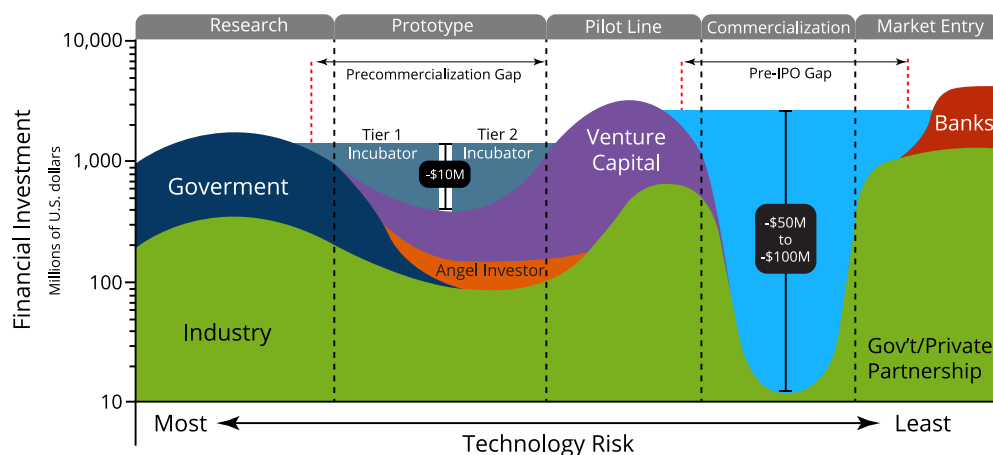 Research
Prototype
Pilot Line
Commercialization
Market Entry
10,000
1,000
100
10
Financial Investment
Millions of U.S. dollars
Precommercialization Gap
Pre-IPO Gap
Tier 1
Incubator
Tier 2
Incubator
-$10M
Goverment
Venture
Capital
Banks
Angel Investor
-$50M
to
-$100M
Industry
Gov't/Private
Partnership
Most
Least
Technology Risk